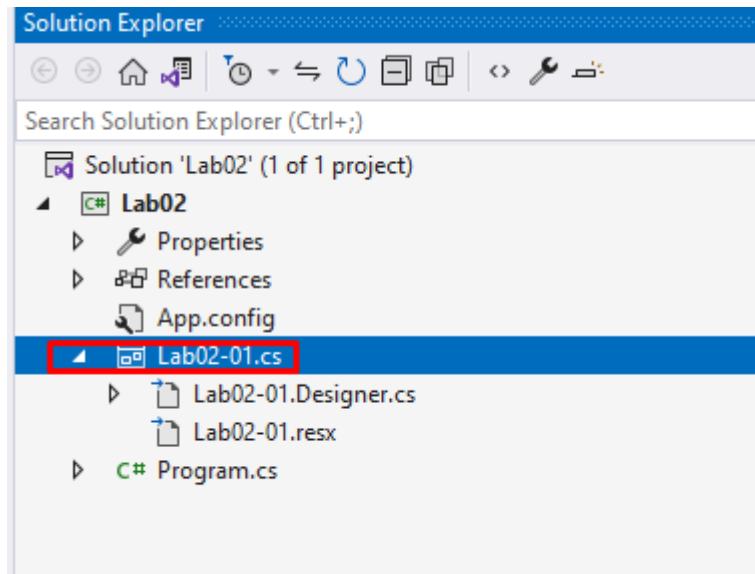 Solution Explorer
Search Solution Explorer (Ctrl+;)
Solution 'Lab02' (1 of 1 project)
C# Lab02
Properties
References
App.config
Lab02-01.cs
Lab02-01.Designer.cs
Lab02-01.resx
C# Program.cs